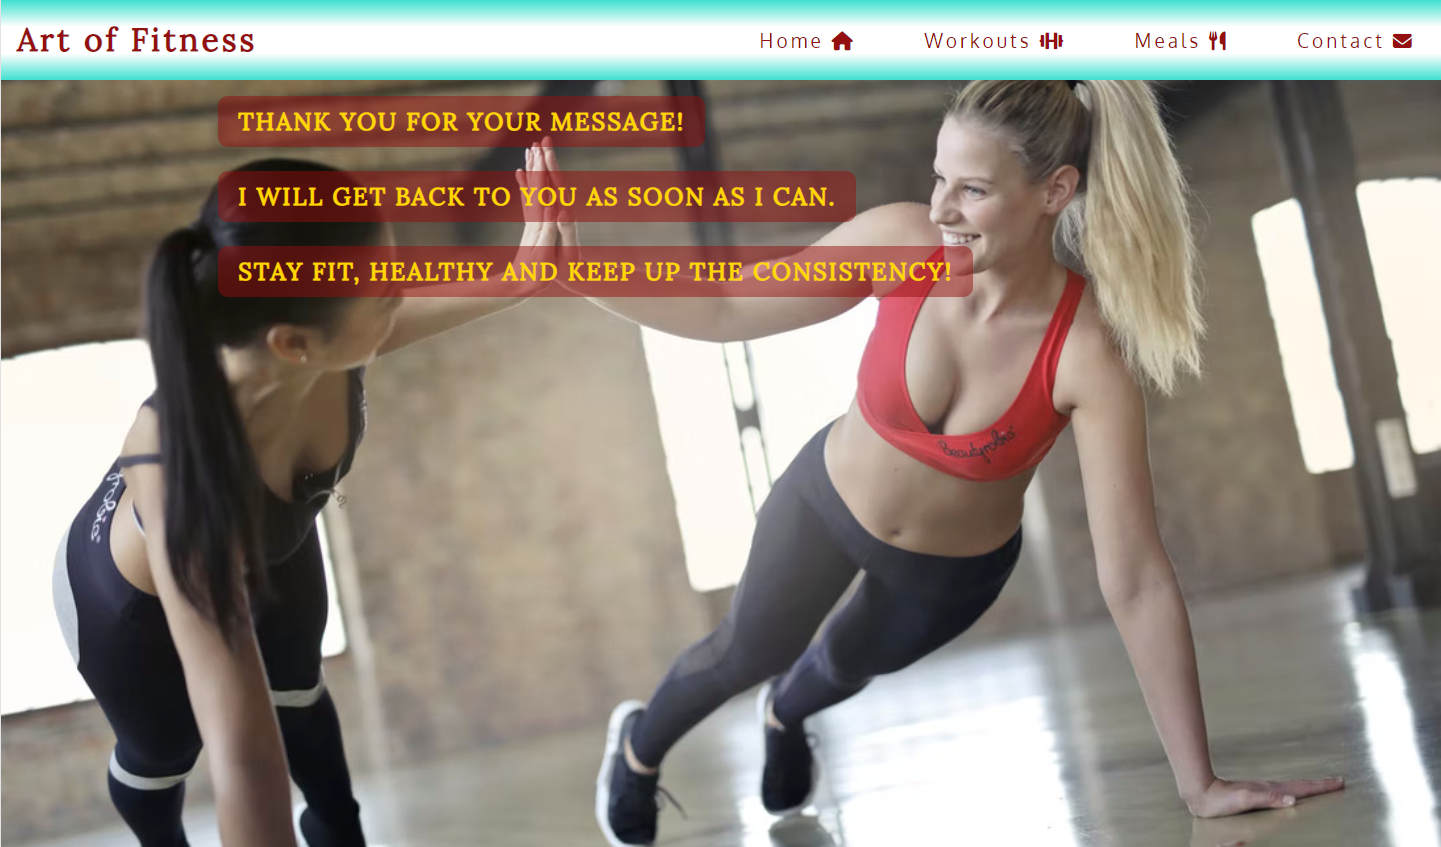 Art of Fitness
Home
Workouts
Meals
Contact
THANK YOU FOR YOUR MESSAGE!
I WILL GET BACK TO YOU AS SOON AS I CAN.
STAY FIT, HEALTHY AND KEEP UP THE CONSISTENCY!